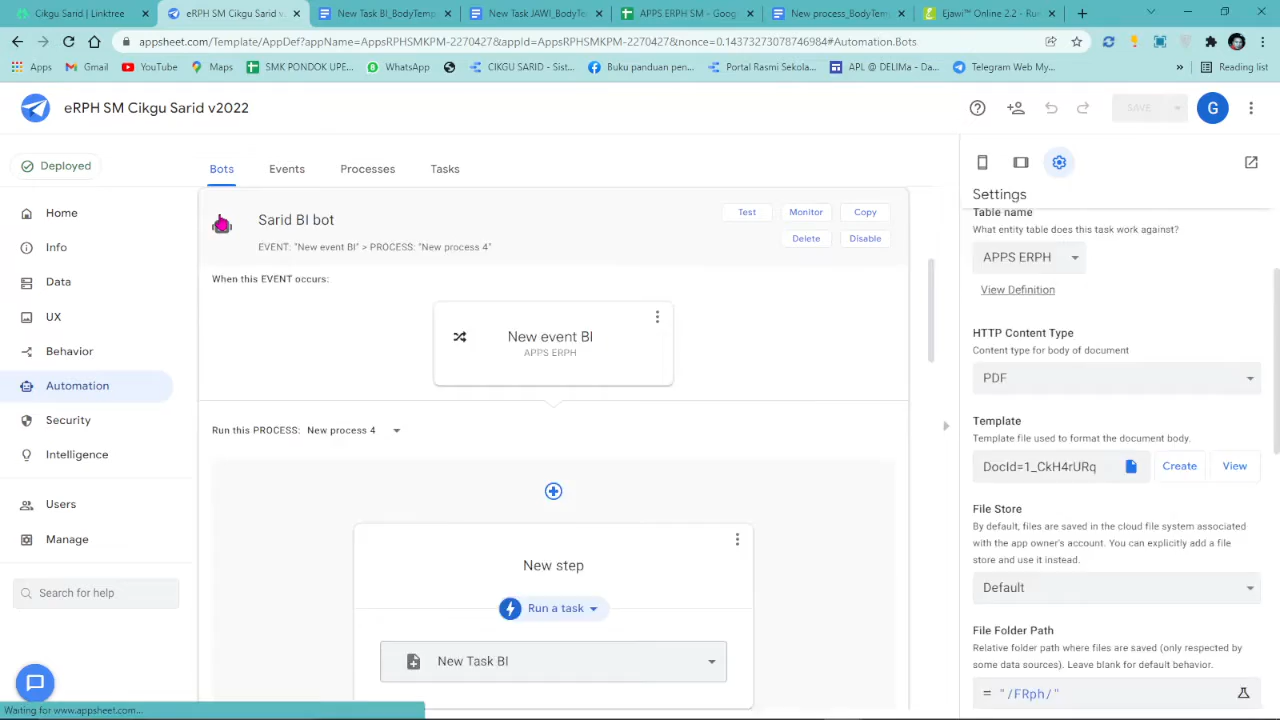 Cikgu Sarid | Linktree
eRPH SM Cikgu Sarid v2022
New Task BI_BodyTemp
New Task JAWI_BodyTe
APPS ERPH SM - Goog
New process_BodyTem
Ejawi™ Online 2.2 - Run
appsheet.com/Template/AppDef?appName=AppsRPHSMKPM-2270427&appId=AppsRPHSMKPM-2270427&nonce=0.14373273078746984#Automation.Bots
Apps
Gmail
YouTube
Maps
SMK PONDOK UPE...
WhatsApp
CIKGU SARID - Sis...
Buku panduan pen...
Portal Rasmi Sekola...
APL @ DELIMa - Da...
Telegram Web My...
»
Reading list
eRPH SM Cikgu Sarid v2022
SAVE
G
Deployed
Bots
Events
Processes
Tasks
Home
Info
Data
UX
Behavior
Automation
Security
Intelligence
Users
Manage
Search for help
Sarid BI bot
EVENT: "New event BI" > PROCESS: "New process 4"
Test
Monitor
Copy
Delete
Disable
When this EVENT occurs:
New event BI
APPS ERPH
Run this PROCESS: New process 4
New step
Run a task
New Task BI
Settings
Table name
What entity table does this task work against?
APPS ERPH
View Definition
HTTP Content Type
Content type for body of document
PDF
Template
Template file used to format the document body.
DocId=1_CkH4rURq
Create
View
File Store
By default, files are saved in the cloud file system associated
with the app owner's account. You can explicitly add a file
store and use it instead.
Default
File Folder Path
Relative folder path where files are saved (only respected by
some data sources). Leave blank for default behavior.
= "/FRph/"
Waiting for www.appsheet.com...